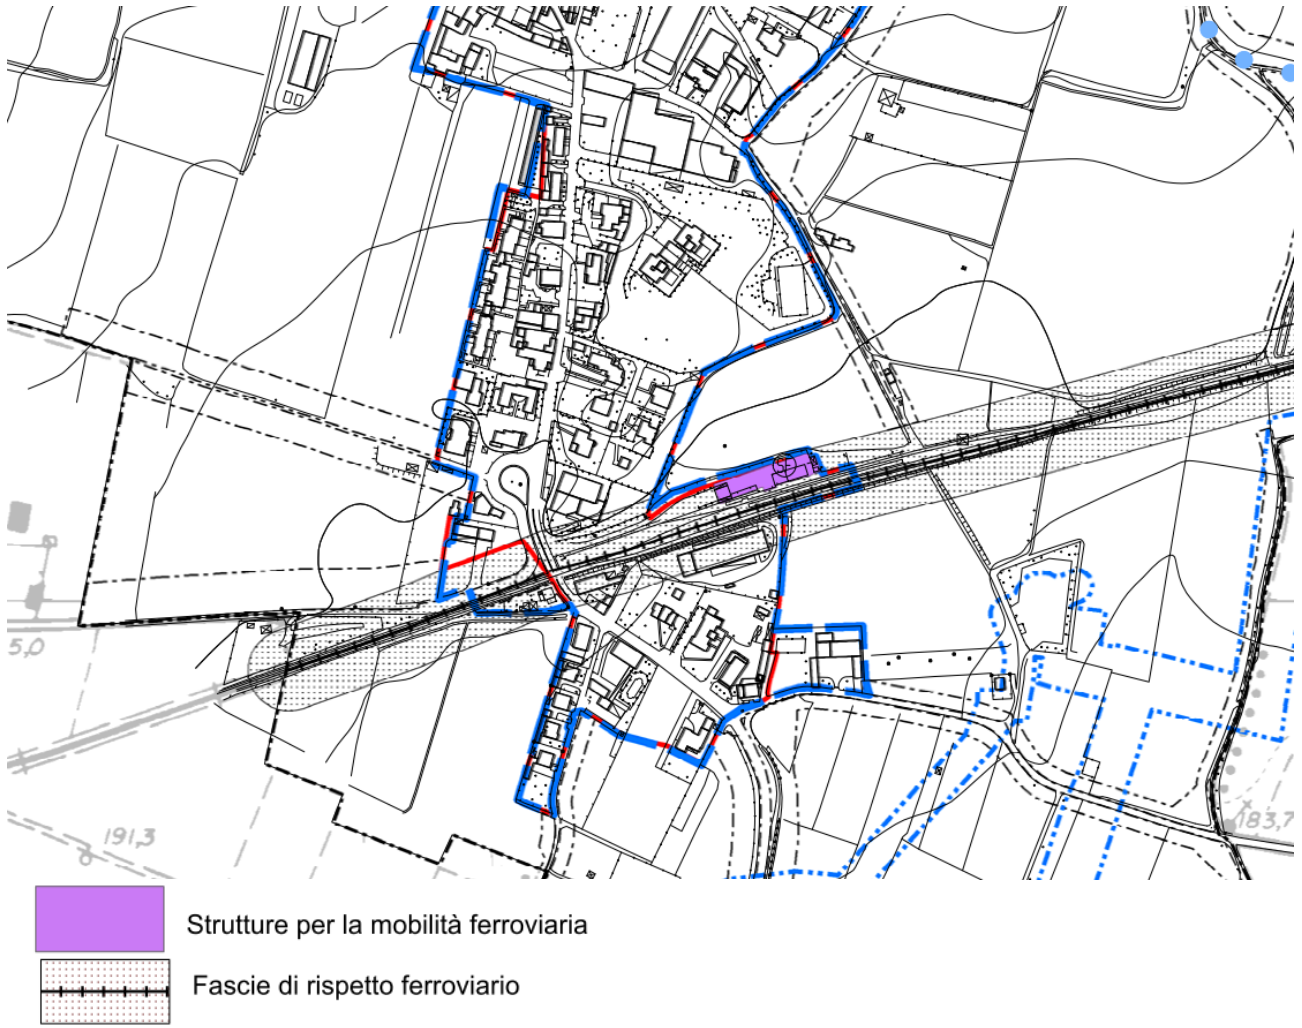 5,0
191,3
183,7
Strutture per la mobilità ferroviaria
Fascie di rispetto ferroviario